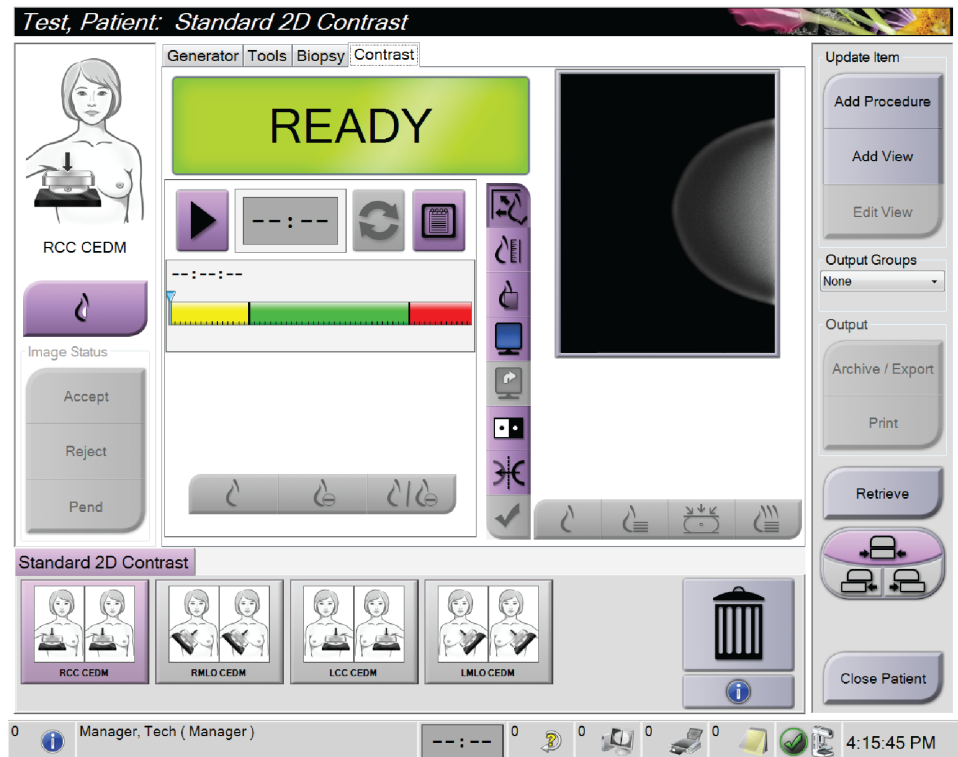 Test, Patient: Standard 2D Contrast
Generator Tools Biopsy Contrast
READY
--:--
--:--:--
RCC CEDM
Image Status
Accept
Reject
Pend
Update Item
Add Procedure
Add View
Edit View
Output Groups
None
Output
Archive / Export
Print
Retrieve
Close Patient
Standard 2D Contrast
RCC CEDM
RMLO CEDM
LCC CEDM
LMLO CEDM
0 Manager, Tech ( Manager ) --:-- 0 0 0 0 4:15:45 PM